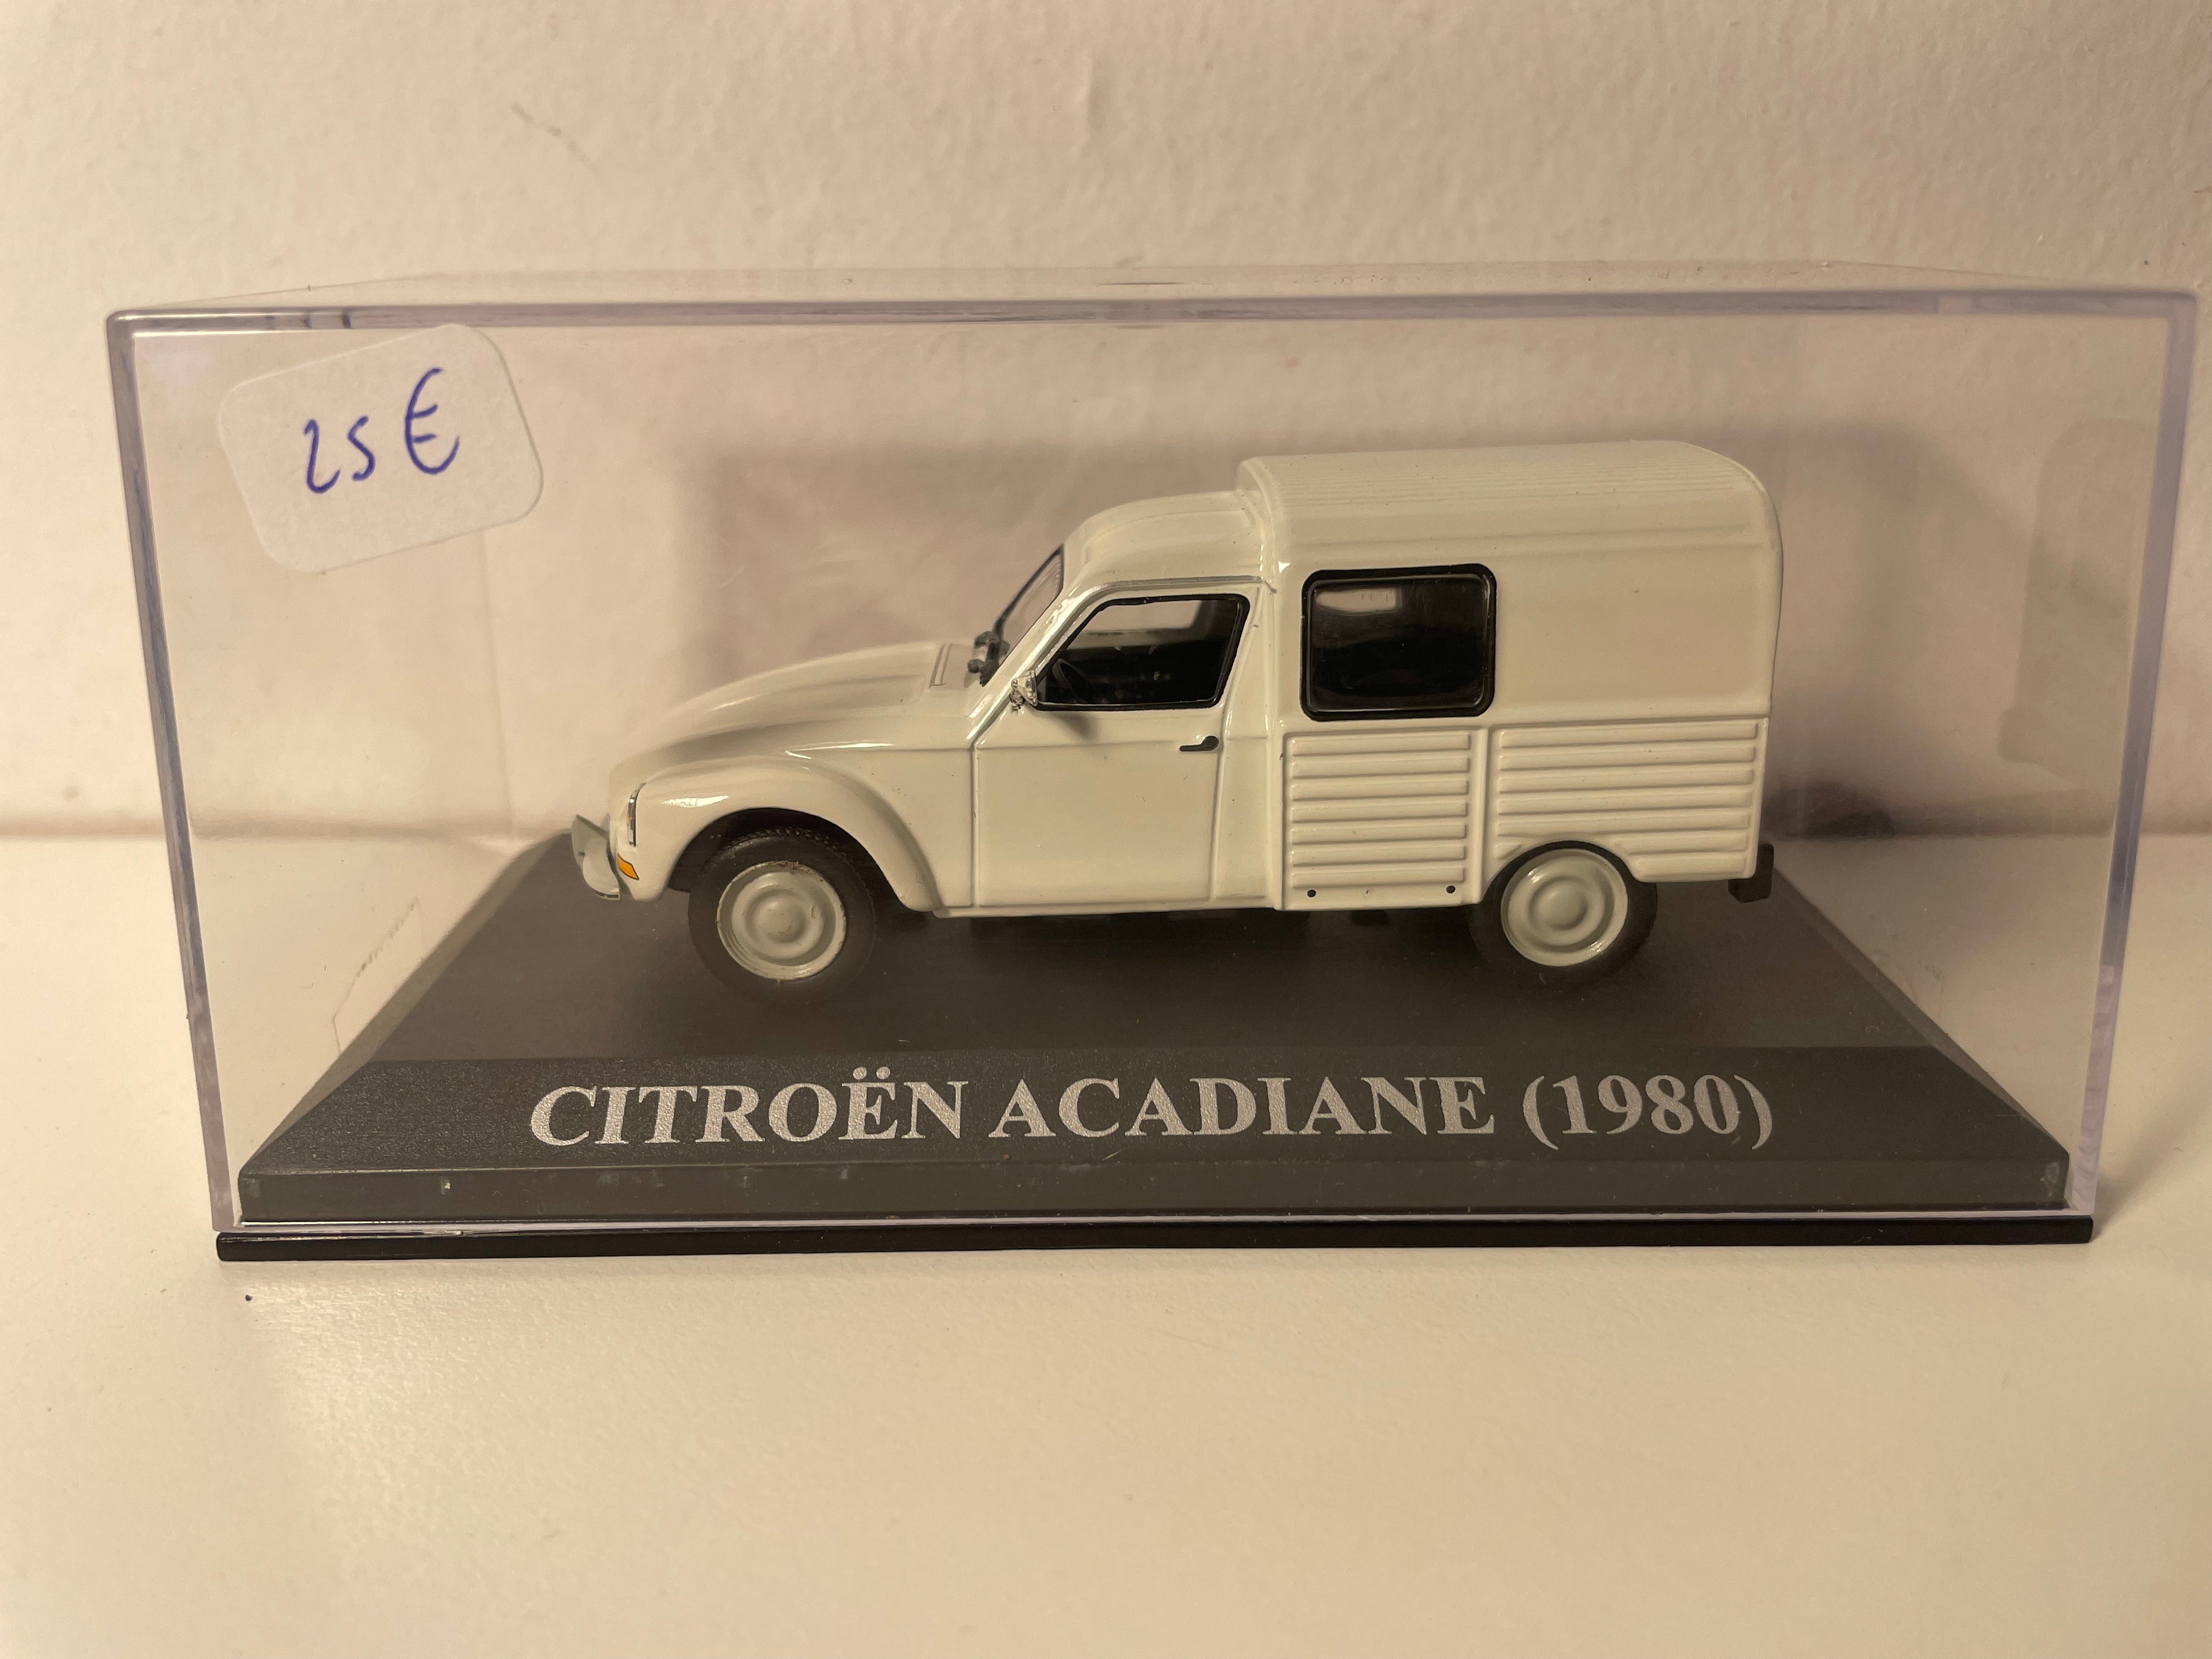 25€
CITROËN ACADIANE (1980)